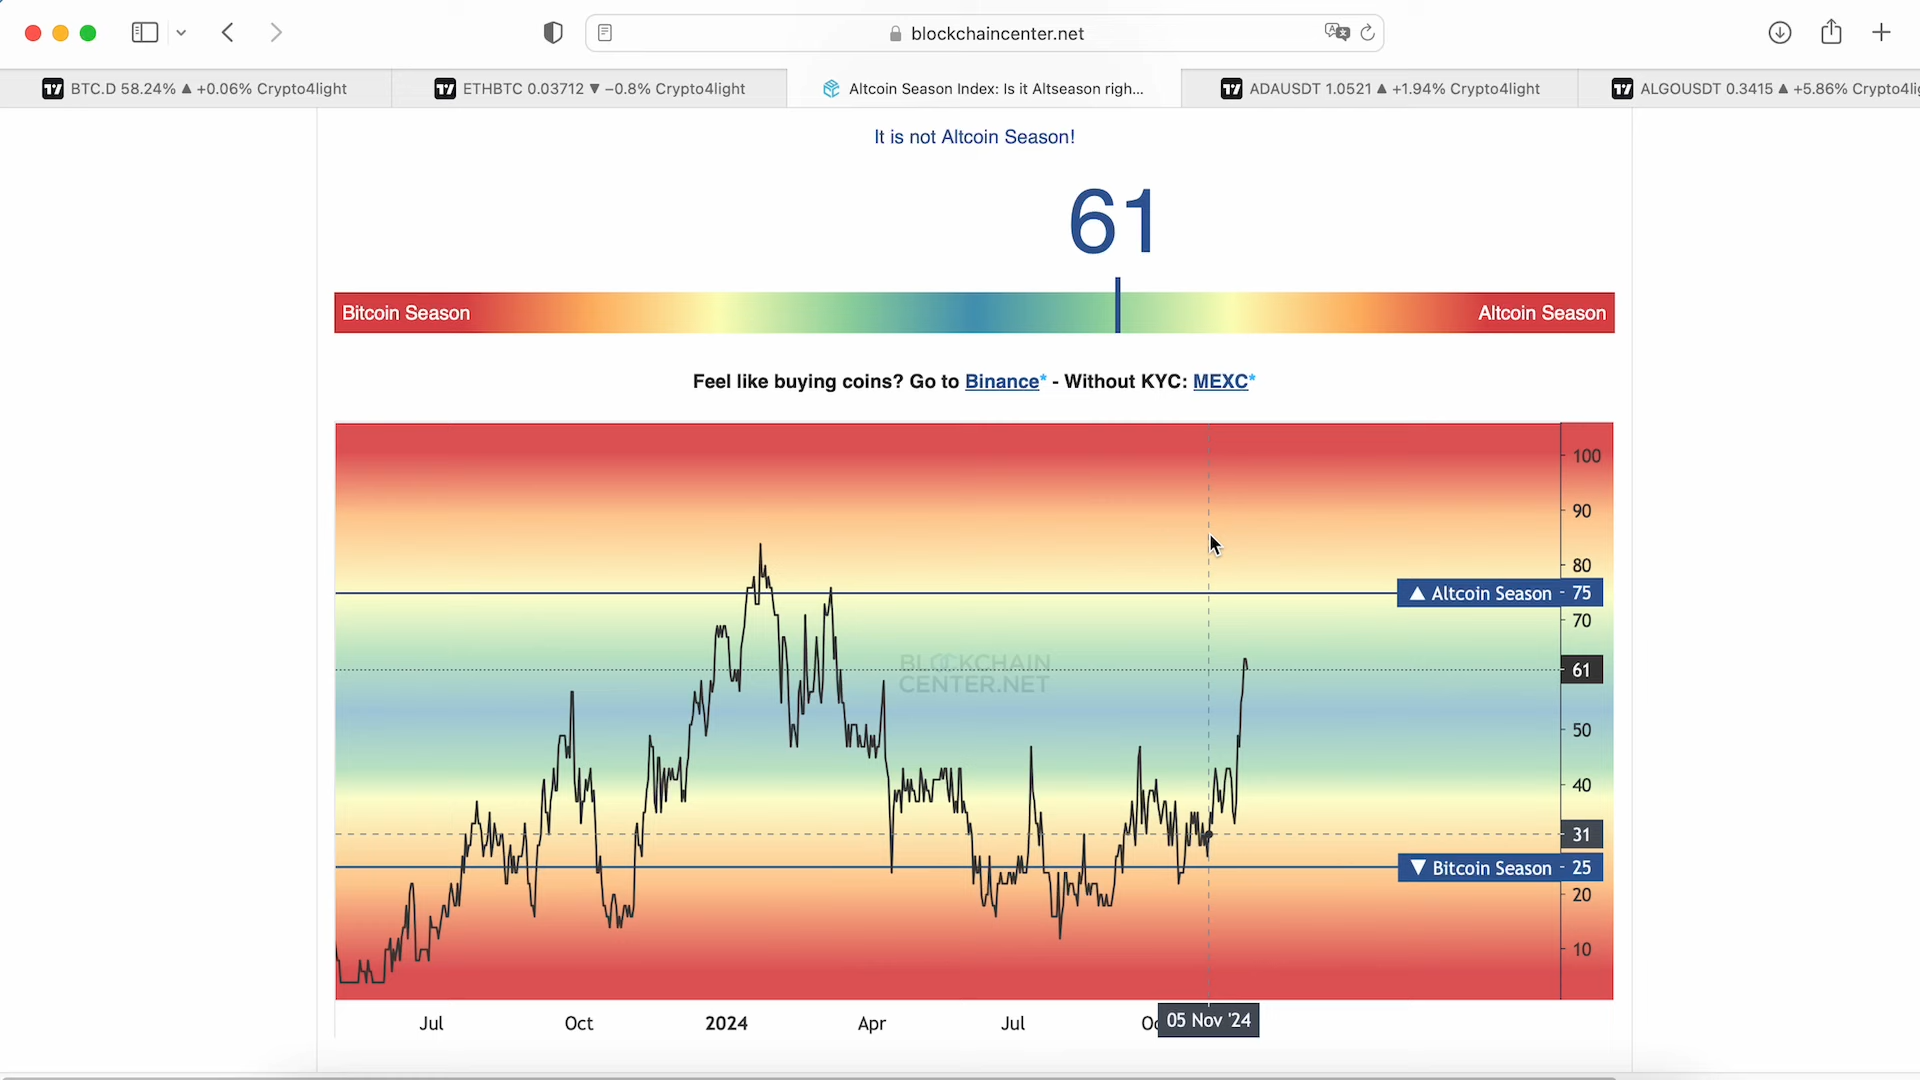 blockchaincenter.net
BTC.D 58.24% ▲ +0.06% Crypto4light
ETHBTC 0.03712 ▼ −0.8% Crypto4light
Altcoin Season Index: Is it Altseason righ...
ADAUSDT 1.0521 ▲ +1.94% Crypto4light
ALGOUSDT 0.3415 ▲ +5.86% Crypto4li
It is not Altcoin Season!
61
Bitcoin Season
Altcoin Season
Feel like buying coins? Go to Binance* - Without KYC: MEXC*
100
90
80
▲ Altcoin Season - 75
70
BLOCKCHAIN
CENTER.NET
61
50
40
31
▼ Bitcoin Season - 25
20
10
Jul
Oct
2024
Apr
Jul
05 Nov '24